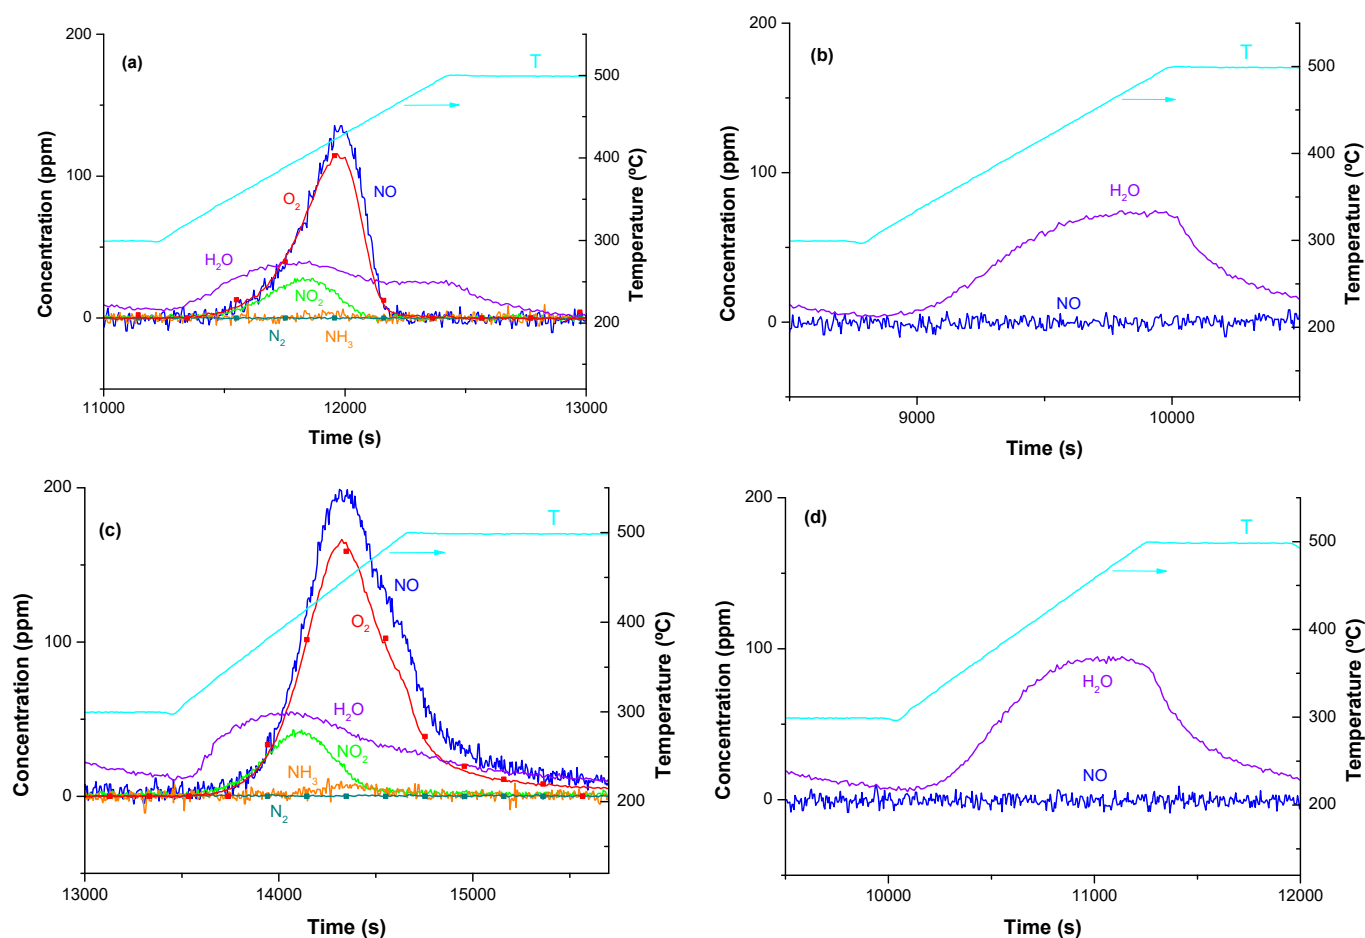 (a)
200
100
0
Concentration (ppm)
T
500
400
300
200
Temperature (ºC)
NO
O2
H2O
NO2
N2
NH3
11000
12000
13000
Time (s)
(b)
200
100
0
Concentration (ppm)
T
500
400
300
200
Temperature (ºC)
H2O
NO
9000
10000
Time (s)
(c)
200
100
0
Concentration (ppm)
T
500
400
300
200
Temperature (ºC)
NO
O2
H2O
NO2
NH3
N2
13000
14000
15000
Time (s)
(d)
200
100
0
Concentration (ppm)
T
500
400
300
200
Temperature (ºC)
H2O
NO
10000
11000
12000
Time (s)